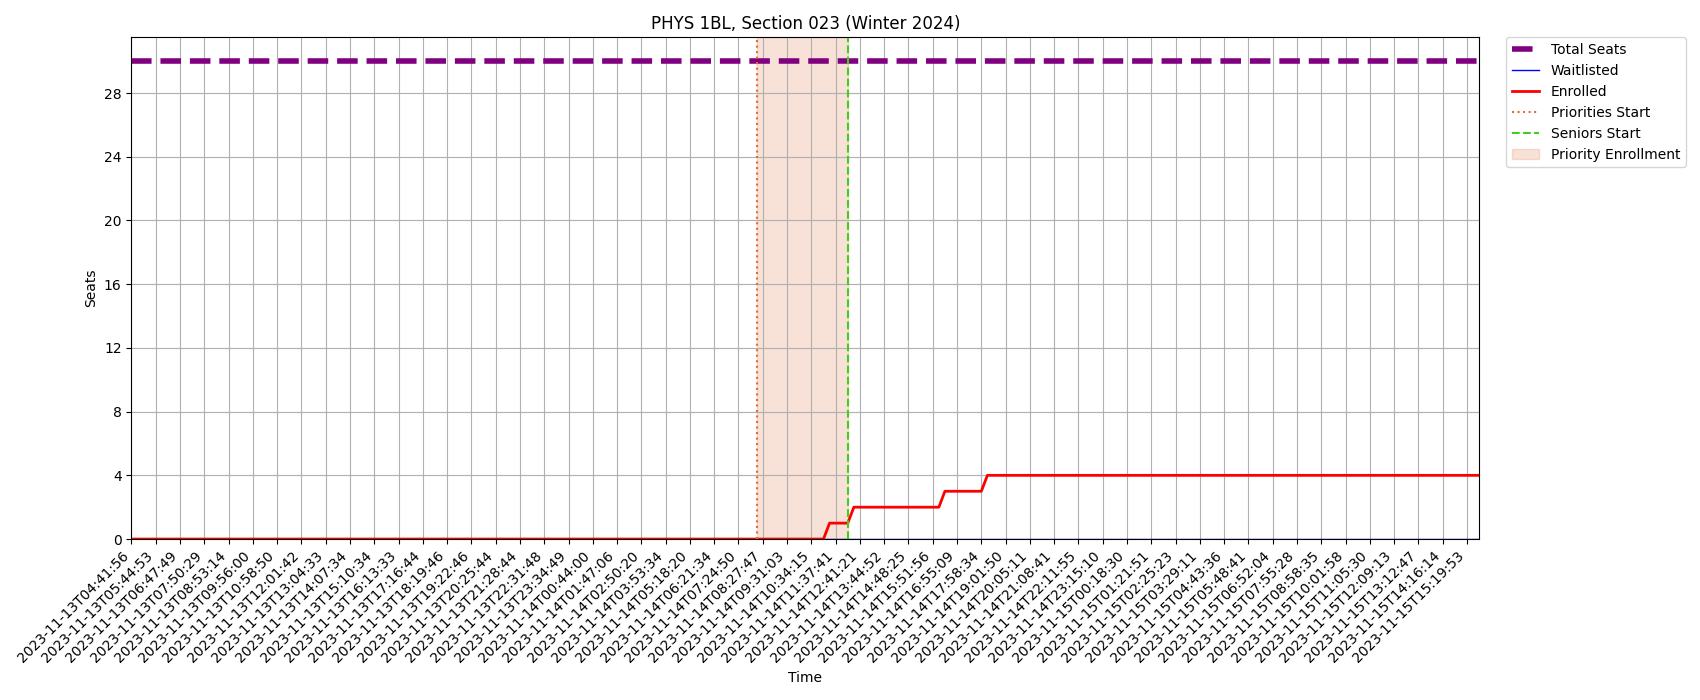 PHYS 1BL, Section 023 (Winter 2024)
Total Seats
Waitlisted
Enrolled
Priorities Start
Seniors Start
Priority Enrollment
Seats
28
24
20
16
12
8
4
0
2023-11-13T04:41:56
2023-11-13T05:44:53
2023-11-13T06:47:49
2023-11-13T07:50:29
2023-11-13T08:53:14
2023-11-13T09:56:00
2023-11-13T10:58:50
2023-11-13T12:01:42
2023-11-13T13:04:33
2023-11-13T14:07:34
2023-11-13T15:10:34
2023-11-13T16:13:33
2023-11-13T17:16:44
2023-11-13T18:19:46
2023-11-13T19:22:46
2023-11-13T20:25:44
2023-11-13T21:28:44
2023-11-13T22:31:48
2023-11-13T23:34:49
2023-11-14T00:44:00
2023-11-14T01:47:06
2023-11-14T02:50:20
2023-11-14T03:53:34
2023-11-14T05:18:20
2023-11-14T06:21:34
2023-11-14T07:24:50
2023-11-14T08:27:47
2023-11-14T09:31:03
2023-11-14T10:34:15
2023-11-14T11:37:41
2023-11-14T12:41:21
2023-11-14T13:44:52
2023-11-14T14:48:25
2023-11-14T15:51:56
2023-11-14T16:55:09
2023-11-14T17:58:34
2023-11-14T19:01:50
2023-11-14T20:05:11
2023-11-14T21:08:41
2023-11-14T22:11:55
2023-11-14T23:15:10
2023-11-15T00:18:30
2023-11-15T01:21:51
2023-11-15T02:25:23
2023-11-15T03:29:11
2023-11-15T04:43:36
2023-11-15T05:48:41
2023-11-15T06:52:04
2023-11-15T07:55:28
2023-11-15T08:58:35
2023-11-15T10:01:58
2023-11-15T11:05:30
2023-11-15T12:09:13
2023-11-15T13:12:47
2023-11-15T14:16:14
2023-11-15T15:19:53
Time